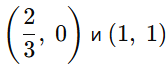 (2/3, 0) и (1, 1)